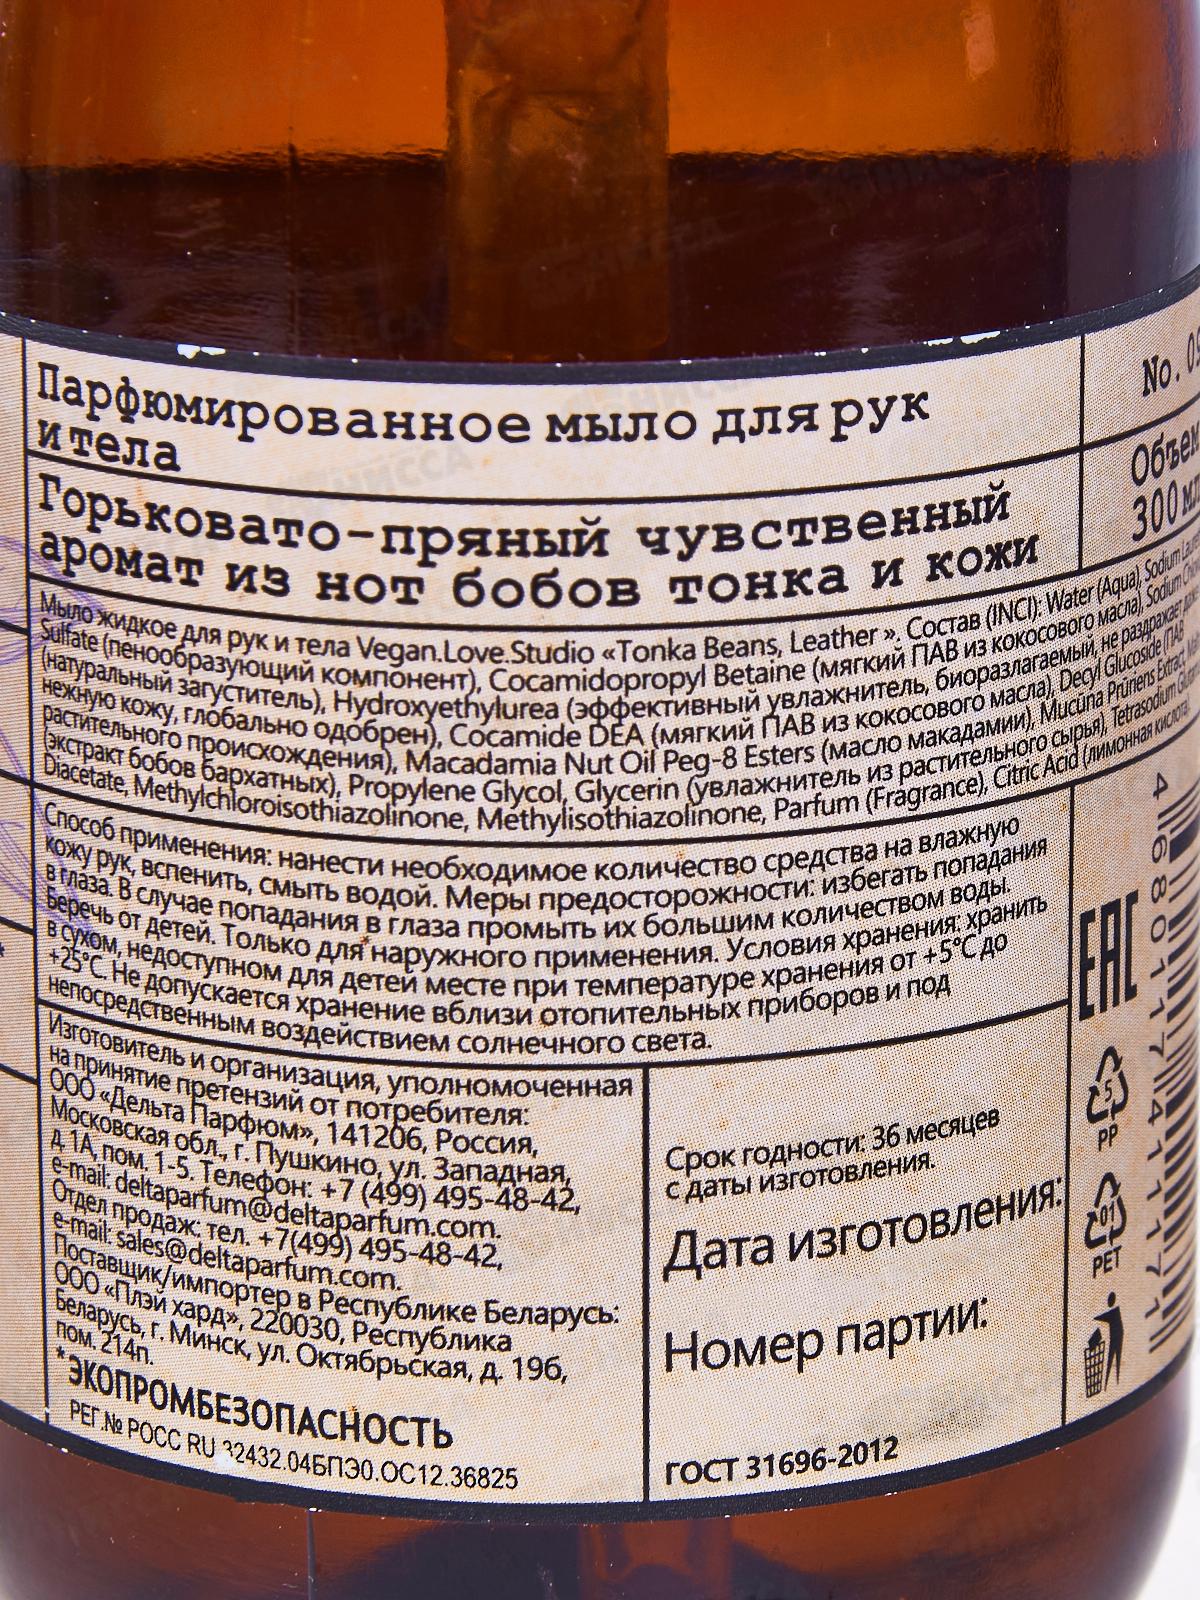 Парфюмированное мыло для рук
и тела
No. 09
Объем
300 мл
Горьковато-пряный чувственный
аромат из нот бобов тонка и кожи
Мыло жидкое для рук и тела Vegan.Love.Studio «Tonka Beans, Leather ». Состав (INCI): Water (Aqua), Sodium
Sulfate (пенообразующий компонент), Cocamidopropyl Betaine (мягкий ПАВ из кокосового масла), Sodium
(натуральный загуститель), Hydroxyethylurea (эффективный увлажнитель, биоразлагаемый, не раздражает
нежную кожу, глобально одобрен), Cocamide DEA (мягкий ПАВ из кокосового масла), Decyl Glucoside (ПАВ
растительного происхождения), Macadamia Nut Oil Peg-8 Esters (масло макадамии), Mucuna Pruriens Extract
(экстракт бобов бархатных), Propylene Glycol, Glycerin (увлажнитель из растительного сырья), Tetrasodium
Diacetate, Methylchloroisothiazolinone, Methylisothiazolinone, Parfum (Fragrance), Citric Acid (лимонная кислота)
Способ применения: нанести необходимое количество средства на влажную
кожу рук, вспенить, смыть водой. Меры предосторожности: избегать попадания
в глаза. В случае попадания в глаза промыть их большим количеством воды.
Беречь от детей. Только для наружного применения. Условия хранения: хранить
в сухом, недоступном для детей месте при температуре хранения от +5°С до
+25°С. Не допускается хранение вблизи отопительных приборов и под
непосредственным воздействием солнечного света.
Изготовитель и организация, уполномоченная
на принятие претензий от потребителя:
ООО «Дельта Парфюм», 141206, Россия,
Московская обл., г. Пушкино, ул. Западная,
д. 1А, пом. 1-5. Телефон: +7 (499) 495-48-42,
e-mail: deltaparfum@deltaparfum.com.
Отдел продаж: тел. +7(499) 495-48-42,
e-mail: sales@deltaparfum.com.
Поставщик/импортер в Республике Беларусь:
ООО «Плэй хард», 220030, Республика
Беларусь, г. Минск, ул. Октябрьская, д. 19б,
пом. 214п.
*ЭКОПРОМБЕЗОПАСНОСТЬ
РЕГ.№ РОСС RU 32432.04БПЭ0.ОС12.36825
Срок годности: 36 месяцев
с даты изготовления.
Дата изготовления:
Номер партии:
ГОСТ 31696-2012
EAC
5
PP
01
PET
4 680117 411171